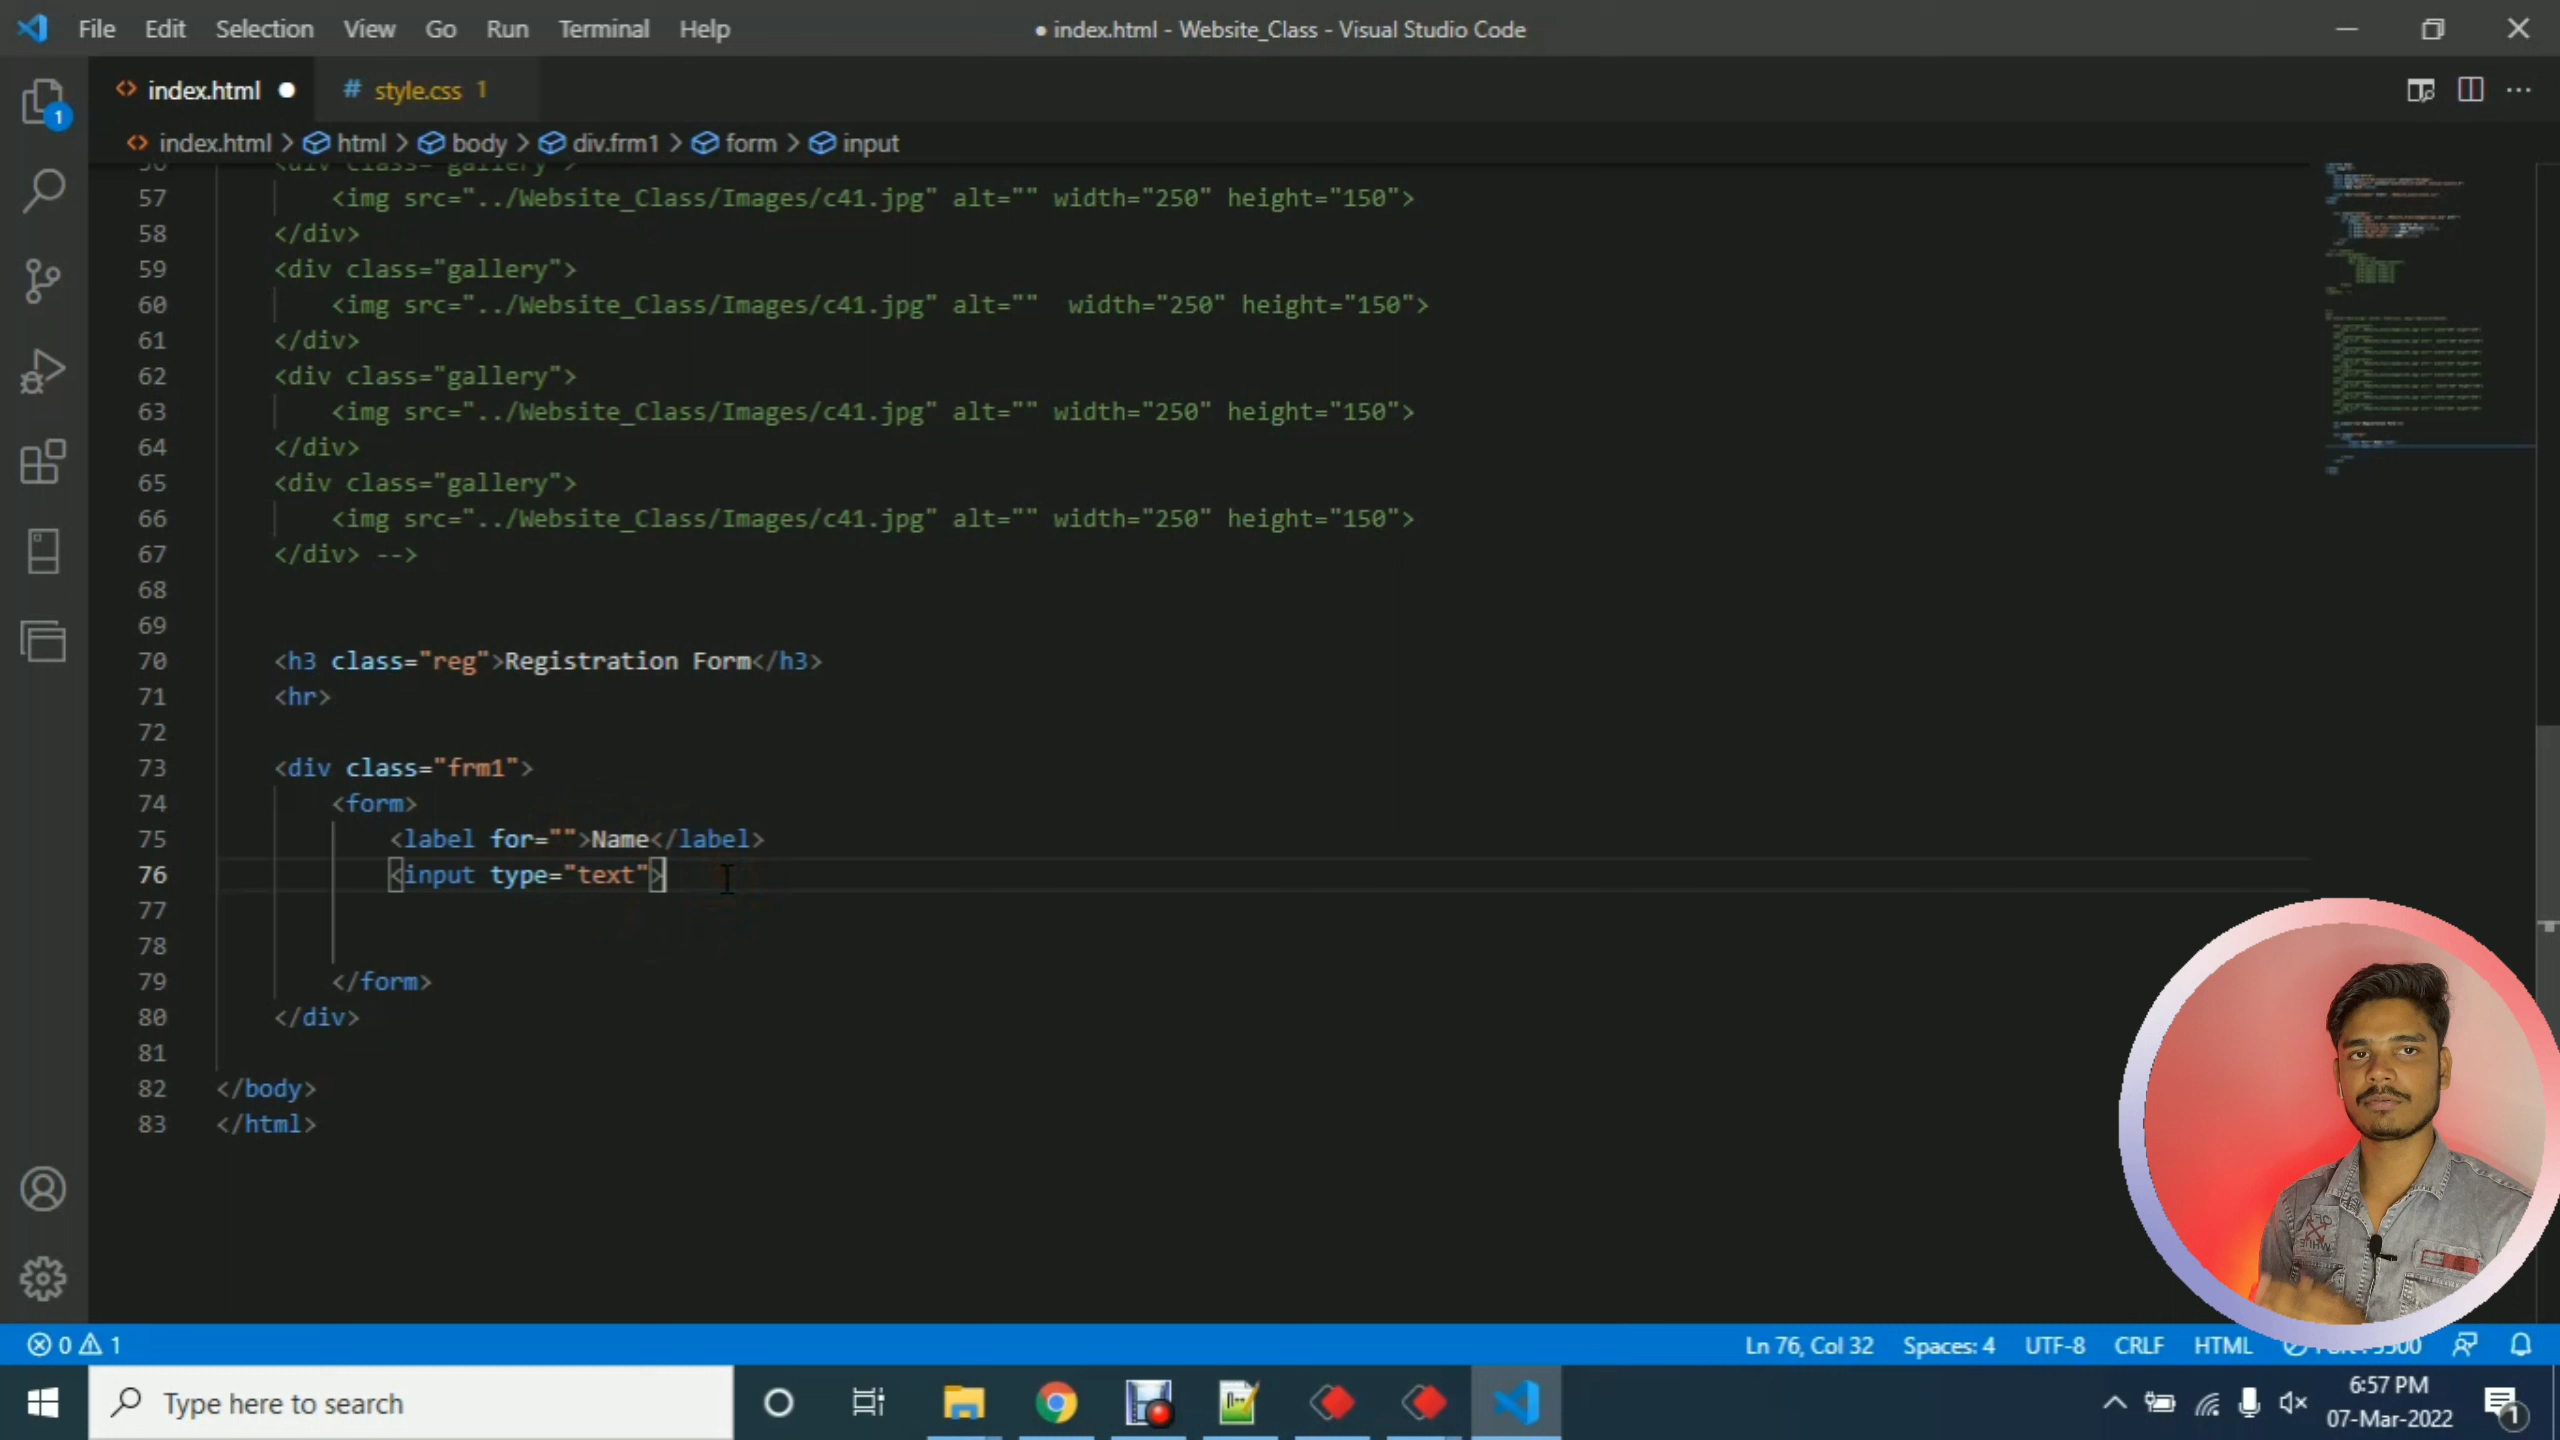 File Edit Selection View Go Run Terminal Help
● index.html - Website_Class - Visual Studio Code
index.html
# style.css 1
index.html > html > body > div.frm1 > form > input
1
56 <div class="gallery">
57 <img src="../Website_Class/Images/c41.jpg" alt="" width="250" height="150">
58 </div>
59 <div class="gallery">
60 <img src="../Website_Class/Images/c41.jpg" alt=""  width="250" height="150">
61 </div>
62 <div class="gallery">
63 <img src="../Website_Class/Images/c41.jpg" alt="" width="250" height="150">
64 </div>
65 <div class="gallery">
66 <img src="../Website_Class/Images/c41.jpg" alt="" width="250" height="150">
67 </div> -->
68
69
70 <h3 class="reg">Registration Form</h3>
71 <hr>
72
73 <div class="frm1">
74 <form>
75 <label for="">Name</label>
76 <input type="text">
77
78
79 </form>
80 </div>
81
82 </body>
83 </html>
0 1
Ln 76, Col 32 Spaces: 4 UTF-8 CRLF HTML
Type here to search
6:57 PM
07-Mar-2022
1